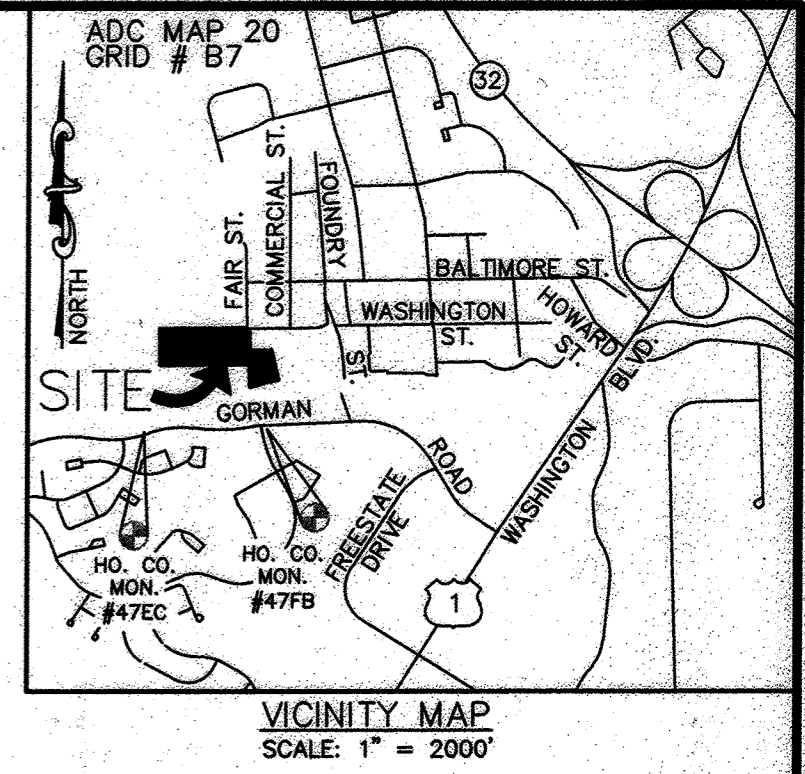 ADC MAP 20
GRID # B7
32
NORTH
FAIR ST.
COMMERCIAL ST.
FOUNDRY
ST.
BALTIMORE ST.
WASHINGTON
ST.
HOWARD
ST.
SITE
GORMAN
ROAD
WASHINGTON
BLVD.
FREESTATE
DRIVE
HO. CO.
MON.
#47EC
HO. CO.
MON.
#47FB
1
VICINITY MAP
SCALE: 1" = 2000'